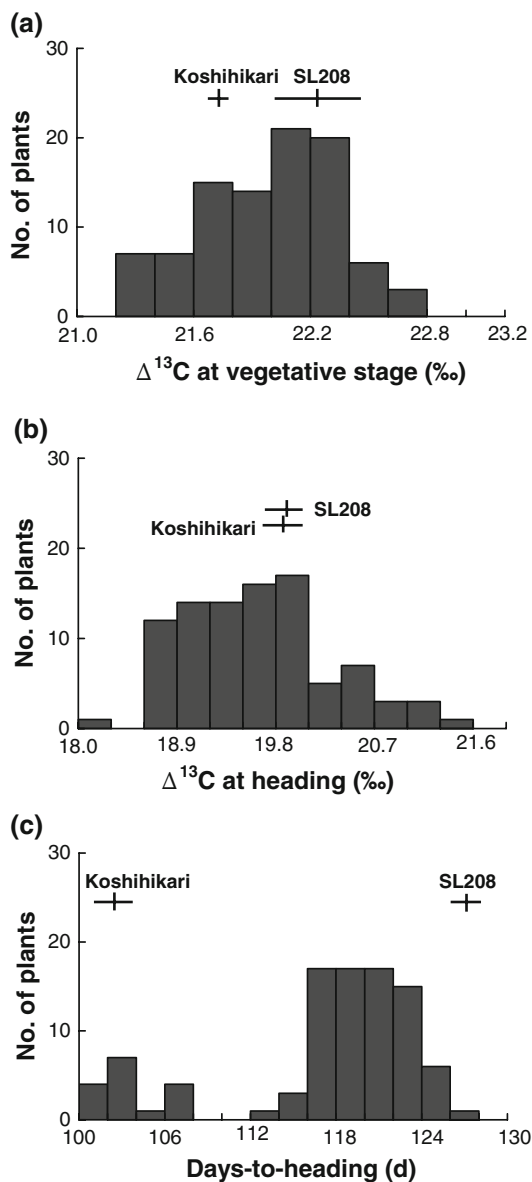 (a)
30
Koshihikari SL208
20
No. of plants
10
0
21.0 21.6 22.2 22.8 23.2
Δ13C at vegetative stage (‰)
(b)
30
SL208
Koshihikari
20
No. of plants
10
0
18.0 18.9 19.8 20.7 21.6
Δ13C at heading (‰)
(c)
30
Koshihikari SL208
20
No. of plants
10
0
100 106 112 118 124 130
Days-to-heading (d)